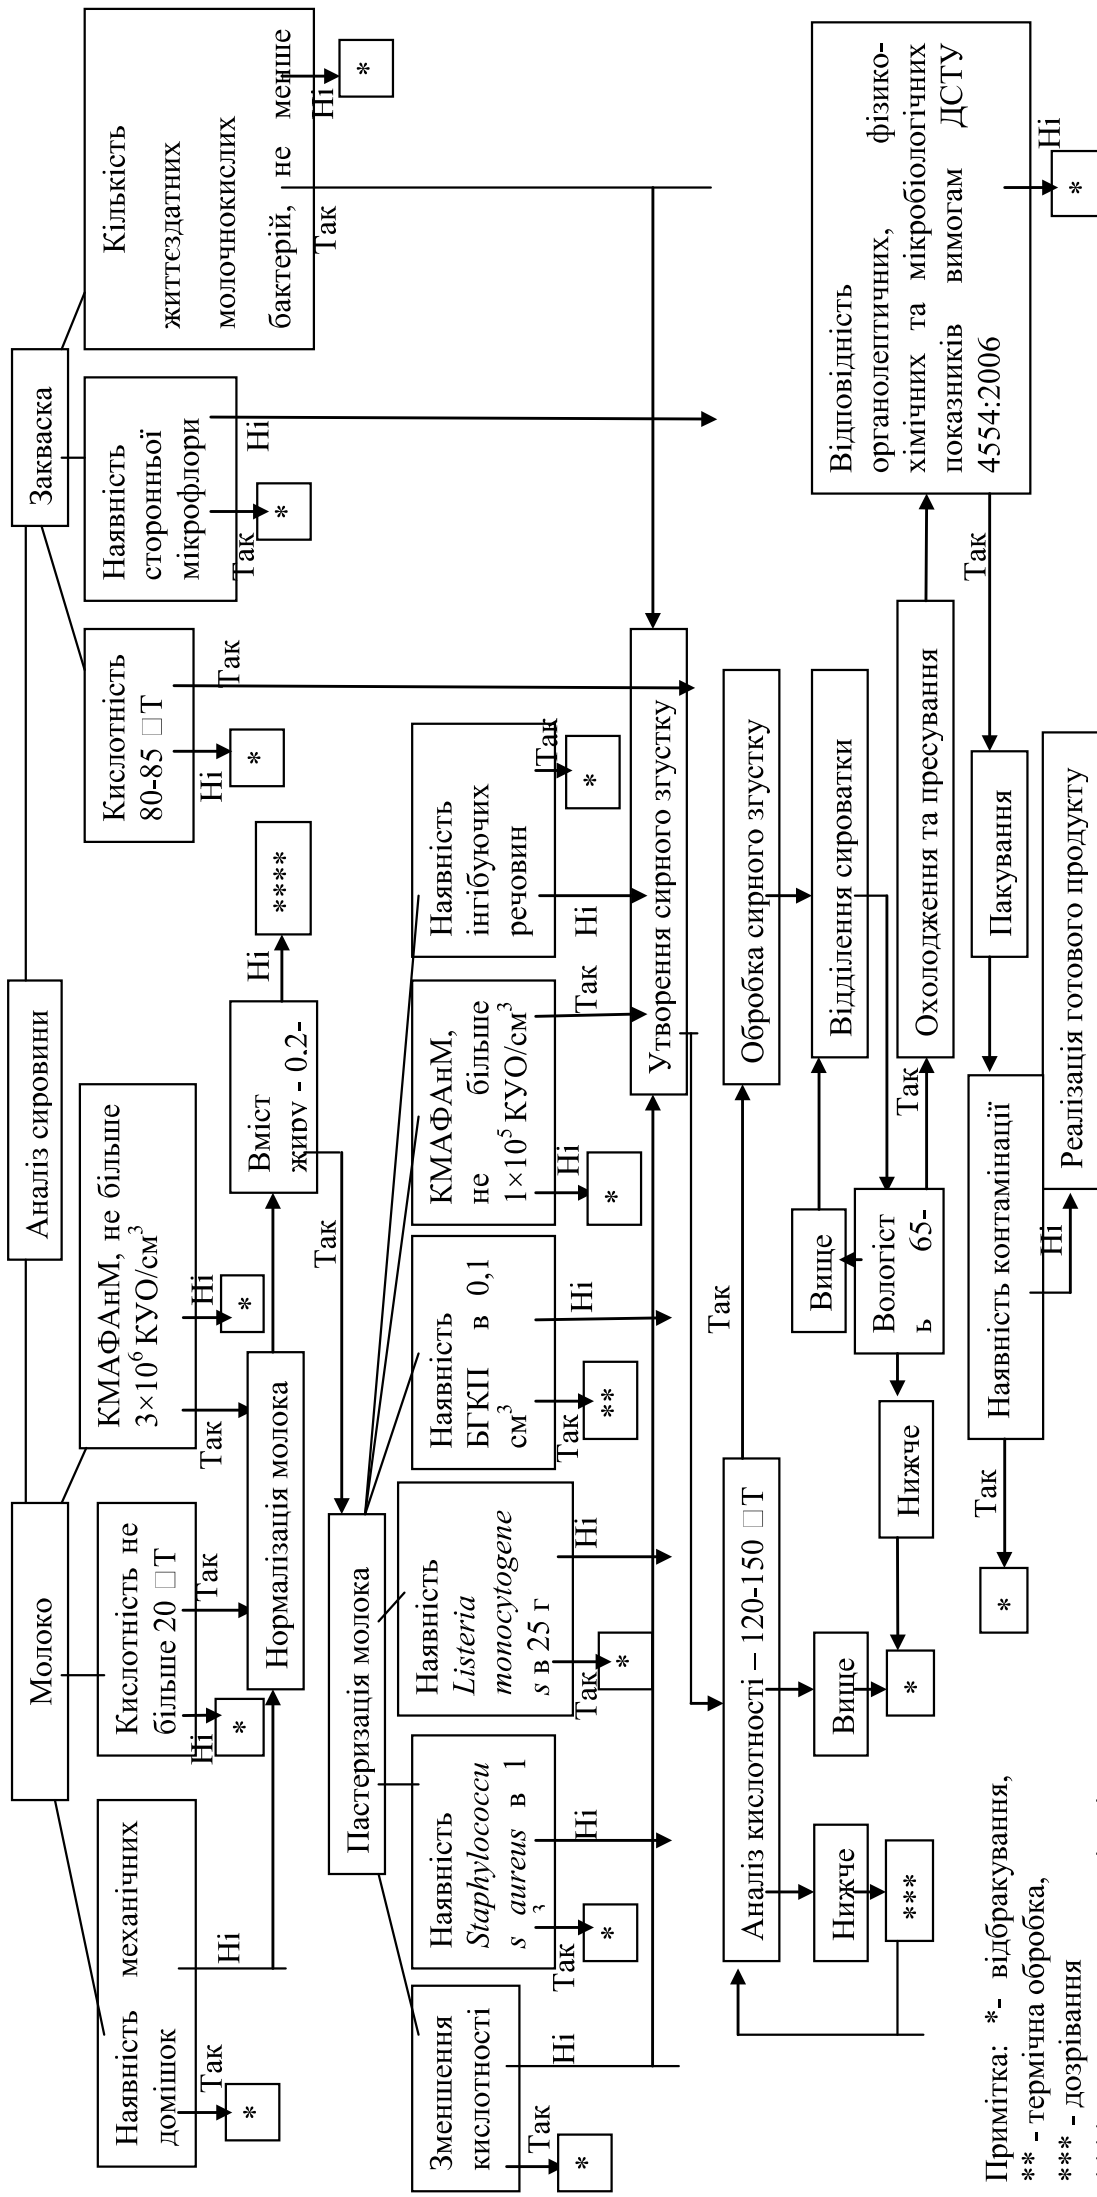 Аналіз сировини
Молоко
Закваска
Наявність механічних
домішок
Так
*
Ні
Кислотність не
більше 20 □Т
Ні
*
Так
КМАФАнМ, не більше
3×10⁶ КУО/см³
Так
Ні
*
Кислотність
80-85 □Т
Ні
*
Так
Наявність
сторонньої
мікрофлори
Так
*
Ні
Кількість
життєздатних
молочнокислих
бактерій, не менше
Так
Ні
*
Нормалізація молока
Вміст
жиру - 0.2-
Ні
****
Так
Пастеризація молока
Зменшення
кислотності
Так
*
Ні
Наявність
Staphylococcu
s aureus в 1
3
Так
*
Ні
Наявність
Listeria
monocytogene
s в 25 г
Так
*
Ні
Наявність
БГКП в 0,1
см³
Так
**
Ні
КМАФАнМ,
не більше
1×10⁵ КУО/см³
Ні
*
Так
Наявність
інгібуючих
речовин
Ні
Так
*
Утворення сирного згустку
Аналіз кислотності – 120-150 □Т
Так
Обробка сирного згустку
Нижче
***
Вище
*
Відділення сироватки
Вище
Вологіст
ь 65-
Нижче
Так
Охолодження та пресування
Відповідність
органолептичних, фізико-
хімічних та мікробіологічних
показників вимогам ДСТУ
4554:2006
Ні
*
Так
Пакування
Наявність контамінації
Так
*
Ні
Реалізація готового продукту
Примітка: *- відбракування,
** - термічна обробка,
*** - дозрівання